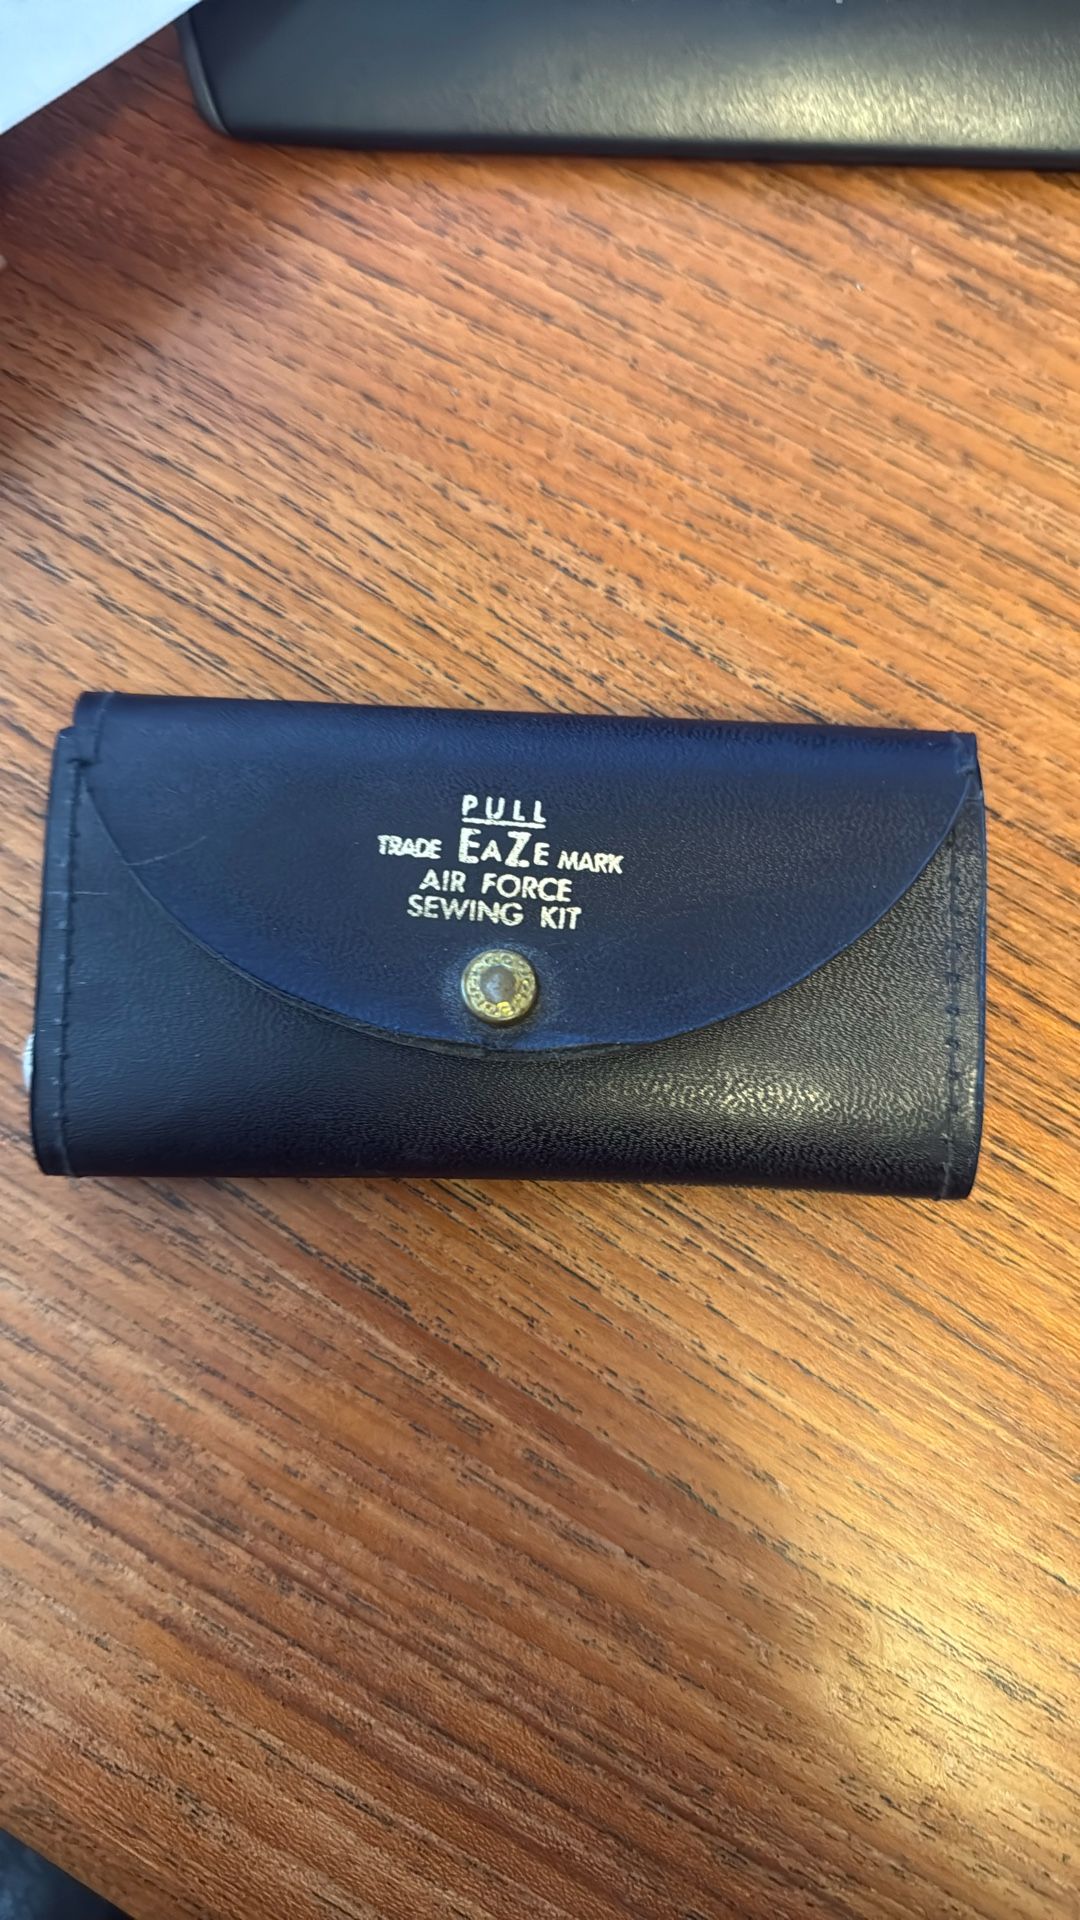 PULL
TRADE EAZE MARK
AIR FORCE
SEWING KIT